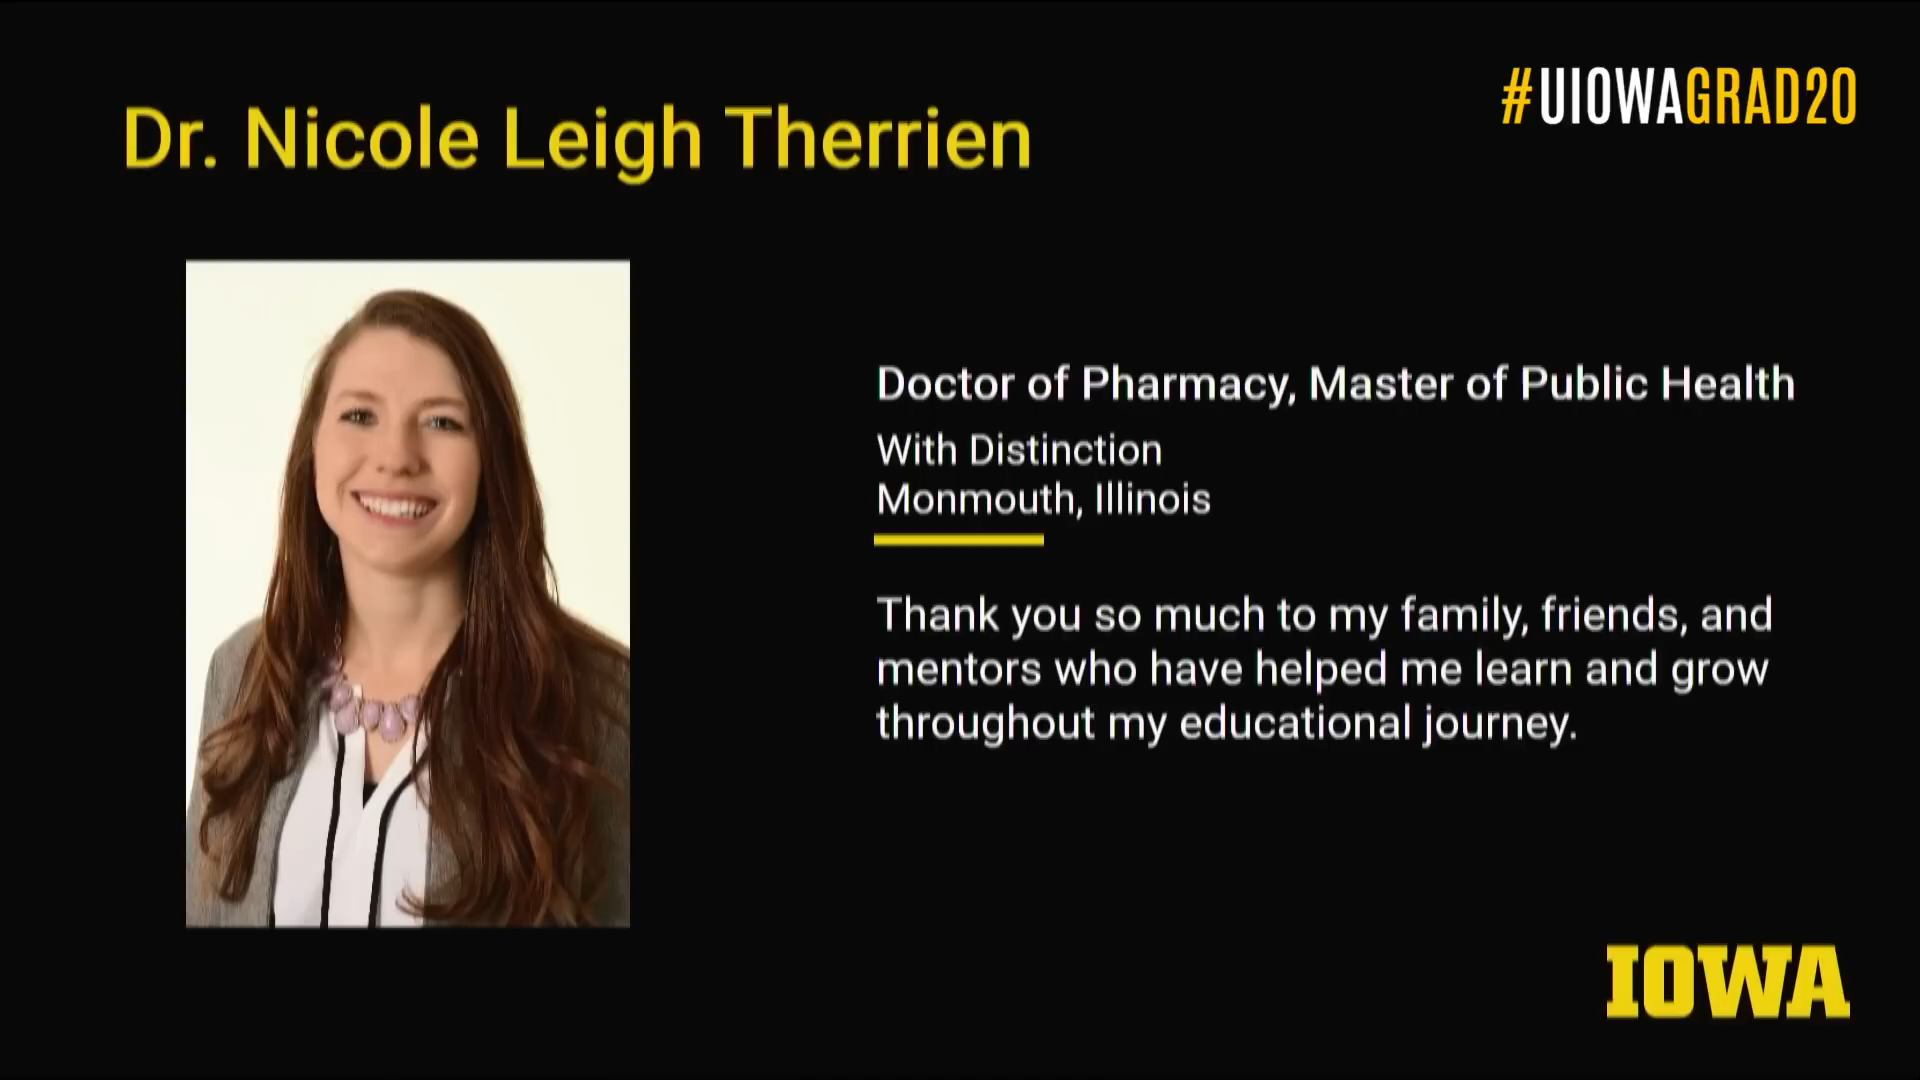 #UIOWAGRAD20
Dr. Nicole Leigh Therrien
Doctor of Pharmacy, Master of Public Health
With Distinction
Monmouth, Illinois
Thank you so much to my family, friends, and
mentors who have helped me learn and grow
throughout my educational journey.
IOWA